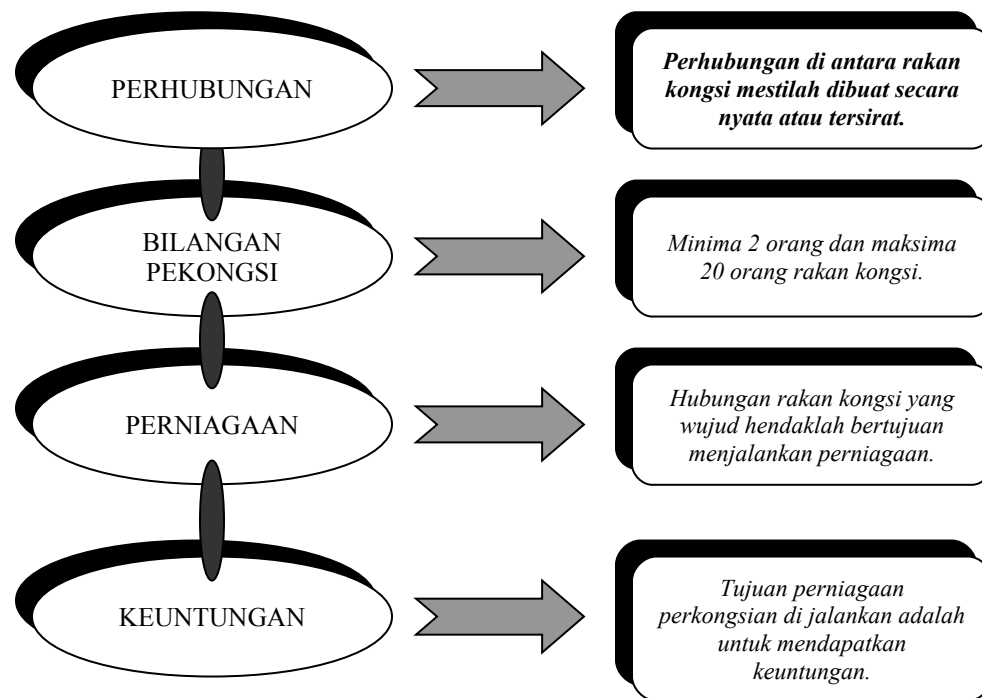 PERHUBUNGAN
Perhubungan di antara rakan
kongsi mestilah dibuat secara
nyata atau tersirat.
BILANGAN
PEKONGSI
Minima 2 orang dan maksima
20 orang rakan kongsi.
PERNIAGAAN
Hubungan rakan kongsi yang
wujud hendaklah bertujuan
menjalankan perniagaan.
KEUNTUNGAN
Tujuan perniagaan
perkongsian di jalankan adalah
untuk mendapatkan
keuntungan.